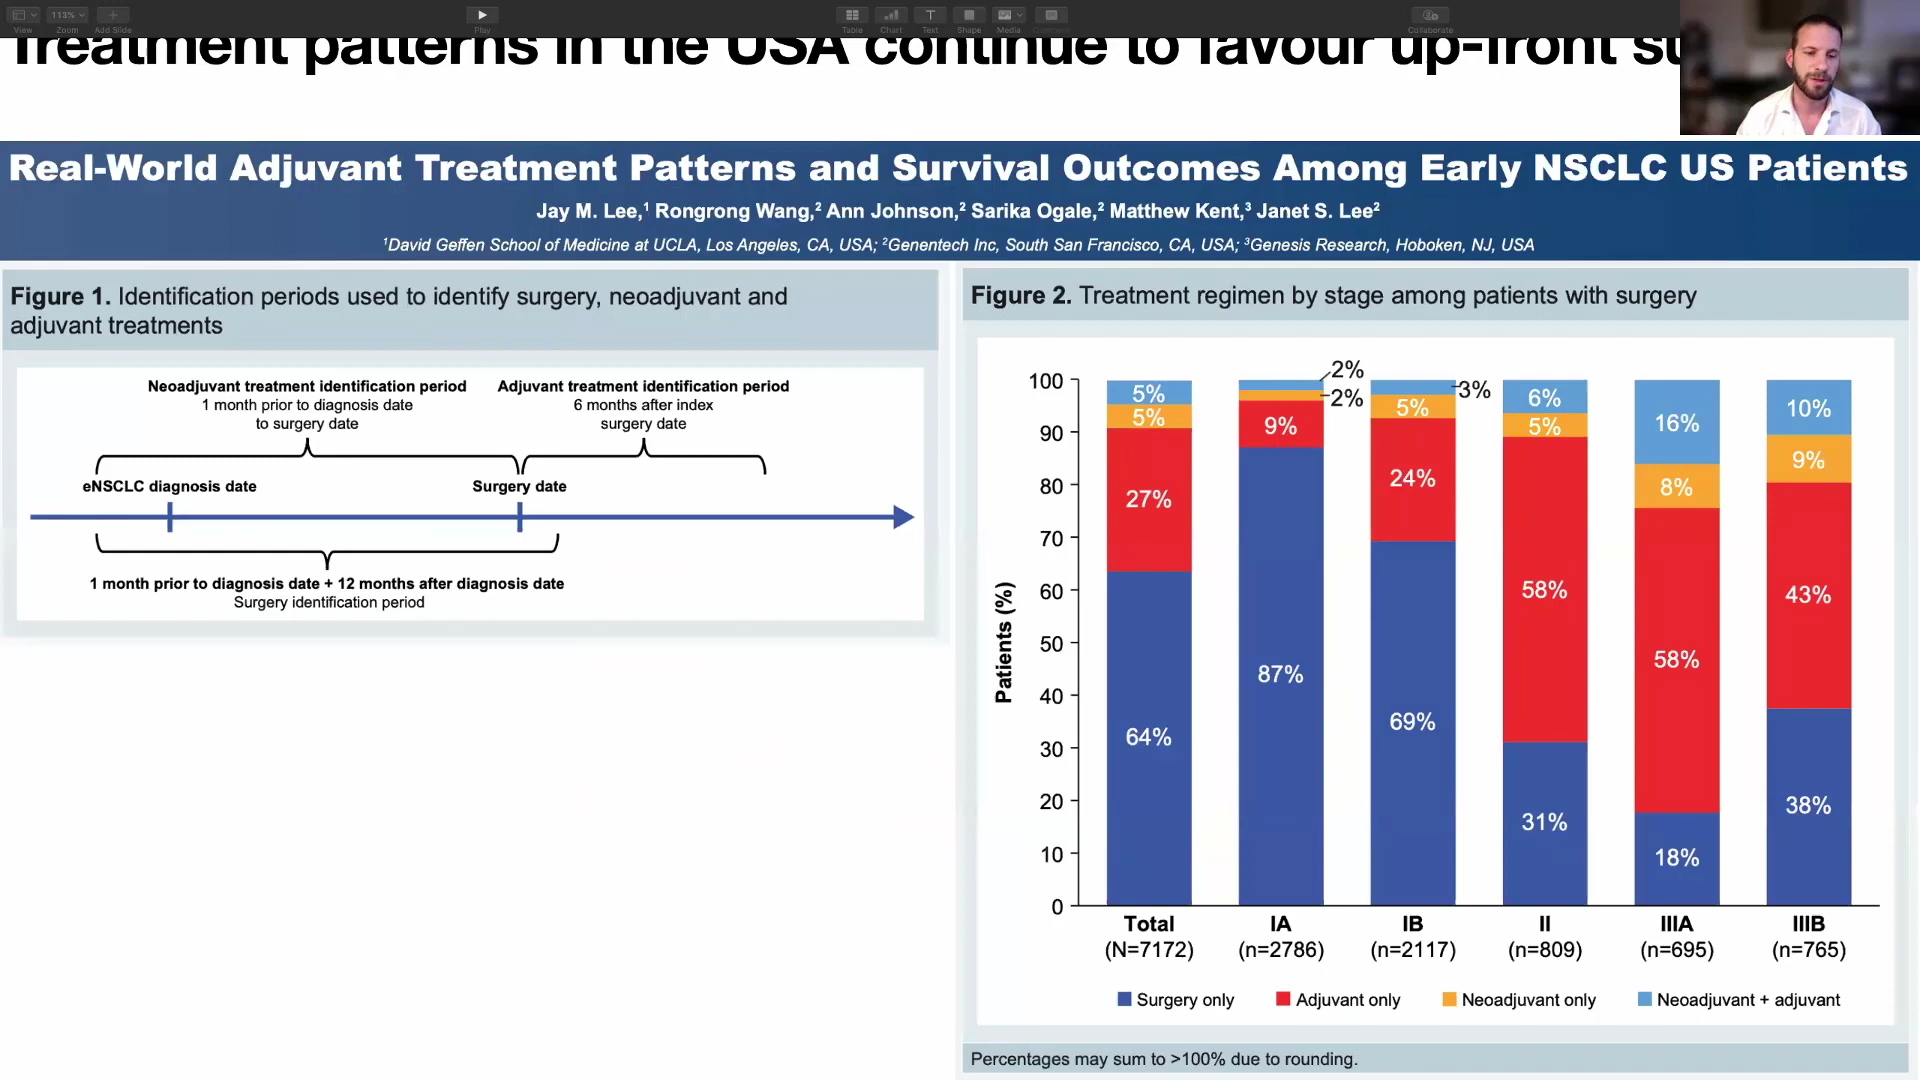 View
113%
Zoom
Add Slide
Play
Table
Chart
Text
Shape
Media
Comment
Collaborate
Treatment patterns in the USA continue to favour up-front su
Real-World Adjuvant Treatment Patterns and Survival Outcomes Among Early NSCLC US Patients
Jay M. Lee,¹ Rongrong Wang,² Ann Johnson,² Sarika Ogale,² Matthew Kent,³ Janet S. Lee²
¹David Geffen School of Medicine at UCLA, Los Angeles, CA, USA; ²Genentech Inc, South San Francisco, CA, USA; ³Genesis Research, Hoboken, NJ, USA
Figure 1. Identification periods used to identify surgery, neoadjuvant and
adjuvant treatments
Neoadjuvant treatment identification period
1 month prior to diagnosis date
to surgery date
Adjuvant treatment identification period
6 months after index
surgery date
eNSCLC diagnosis date
Surgery date
1 month prior to diagnosis date + 12 months after diagnosis date
Surgery identification period
Figure 2. Treatment regimen by stage among patients with surgery
Patients (%)
100
90
80
70
60
50
40
30
20
10
0
5%
5%
27%
64%
2%
2%
9%
87%
3%
5%
24%
69%
6%
5%
58%
31%
16%
8%
58%
18%
10%
9%
43%
38%
Total
(N=7172)
IA
(n=2786)
IB
(n=2117)
II
(n=809)
IIIA
(n=695)
IIIB
(n=765)
Surgery only
Adjuvant only
Neoadjuvant only
Neoadjuvant + adjuvant
Percentages may sum to >100% due to rounding.